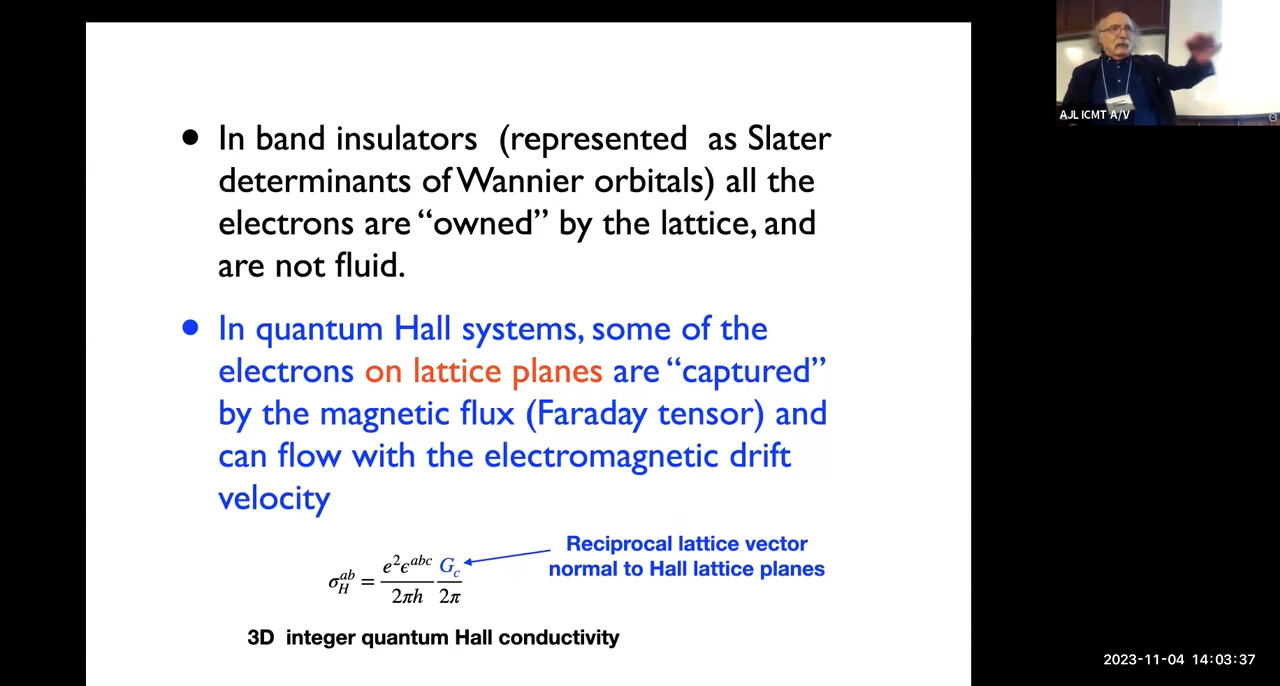 • In band insulators (represented as Slater
determinants of Wannier orbitals) all the
electrons are “owned” by the lattice, and
are not fluid.
• In quantum Hall systems, some of the
electrons on lattice planes are “captured”
by the magnetic flux (Faraday tensor) and
can flow with the electromagnetic drift
velocity
Reciprocal lattice vector
normal to Hall lattice planes
σ_H^{ab} = \frac{e^2 ϵ^{abc}}{2πh} \frac{G_c}{2π}
3D integer quantum Hall conductivity
AJL ICMT A/V
2023-11-04 14:03:37